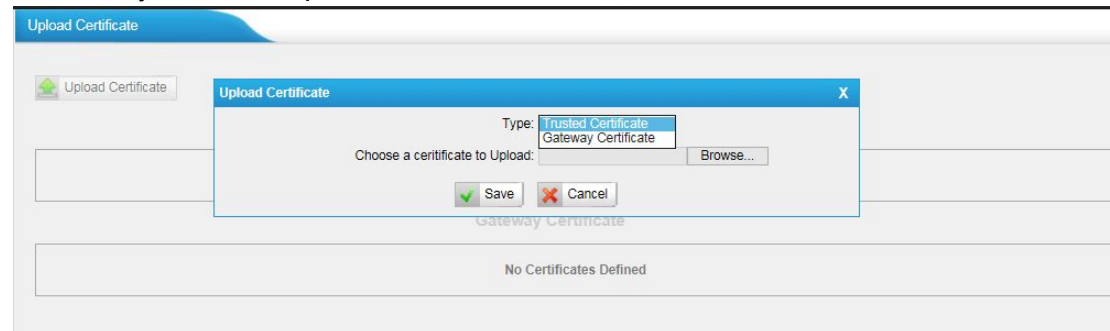 Upload Certificate
Upload Certificate
Upload Certificate X
Type: Trusted Certificate
Gateway Certificate
Choose a ceritificate to Upload: Browse...
Save Cancel
Gateway Certificate
No Certificates Defined